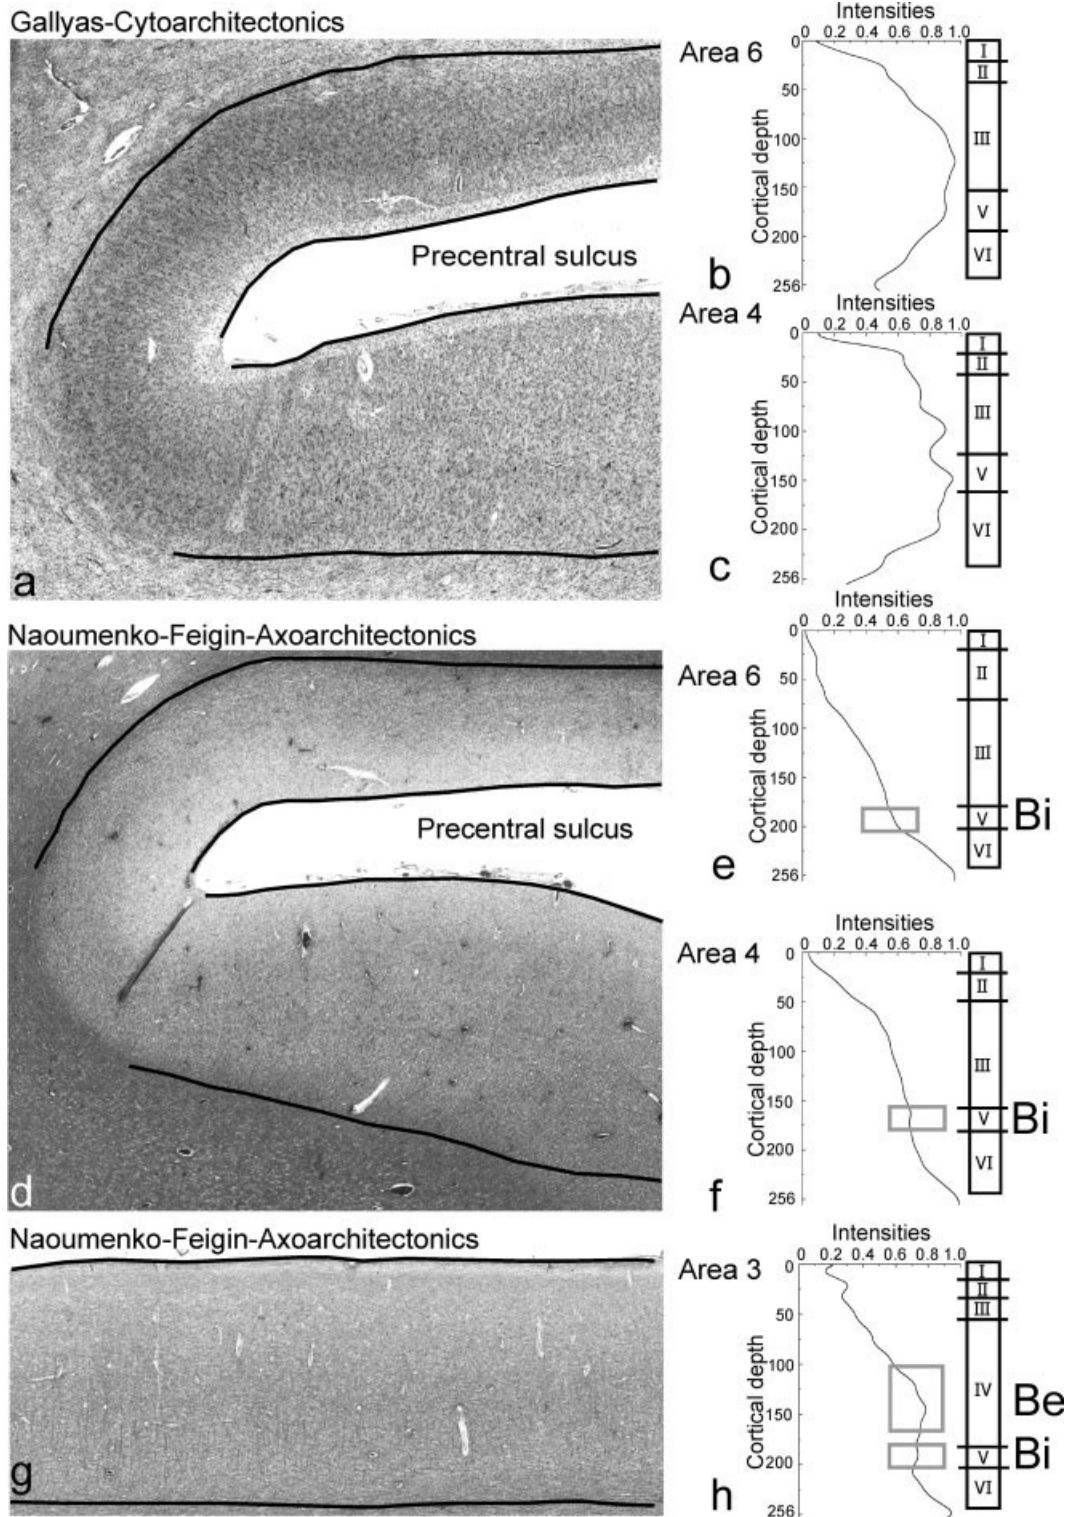 Gallyas-Cytoarchitectonics
a
Precentral sulcus
Intensities
0 0.2 0.4 0.6 0.8 1.0
Area 6
Cortical depth
0
50
100
150
200
256
I
II
III
V
VI
b
Intensities
0 0.2 0.4 0.6 0.8 1.0
Area 4
Cortical depth
0
50
100
150
200
256
I
II
III
V
VI
c
Naoumenko-Feigin-Axoarchitectonics
d
Precentral sulcus
Intensities
0 0.2 0.4 0.6 0.8 1.0
Area 6
Cortical depth
0
50
100
150
200
256
I
II
III
V
VI
Bi
e
Intensities
0 0.2 0.4 0.6 0.8 1.0
Area 4
Cortical depth
0
50
100
150
200
256
I
II
III
V
VI
Bi
f
Naoumenko-Feigin-Axoarchitectonics
g
Intensities
0 0.2 0.4 0.6 0.8 1.0
Area 3
Cortical depth
0
50
100
150
200
256
I
II
III
IV
V
VI
Be
Bi
h